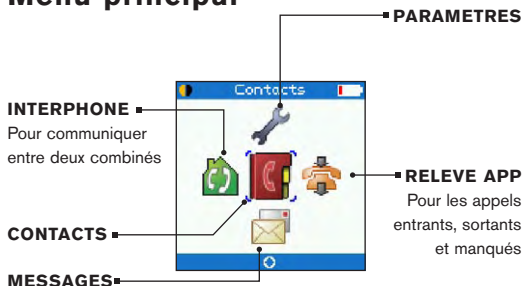 Menu principal
PARAMETRES
Contacts
INTERPHONE
Pour communiquer
entre deux combinés
RELEVE APP
Pour les appels
entrants, sortants
et manqués
CONTACTS
MESSAGES